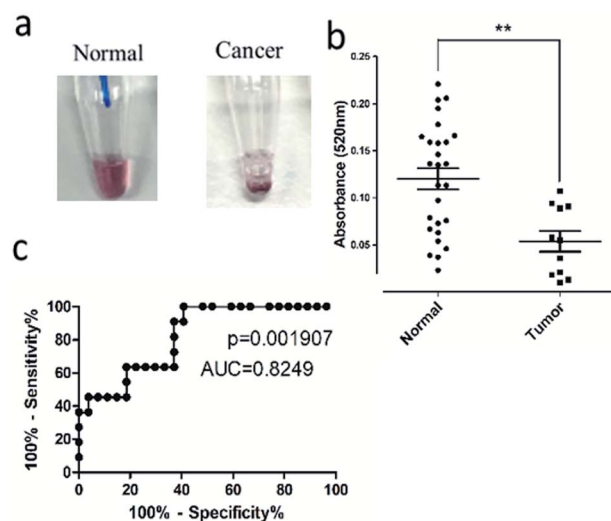 a
Normal
Cancer
b
**
Absorbance (520nm)
0.25
0.20
0.15
0.10
0.05
Normal
Tumor
c
100% - Sensitivity%
100
80
60
40
20
0
p=0.001907
AUC=0.8249
0
20
40
60
80
100
100% - Specificity%